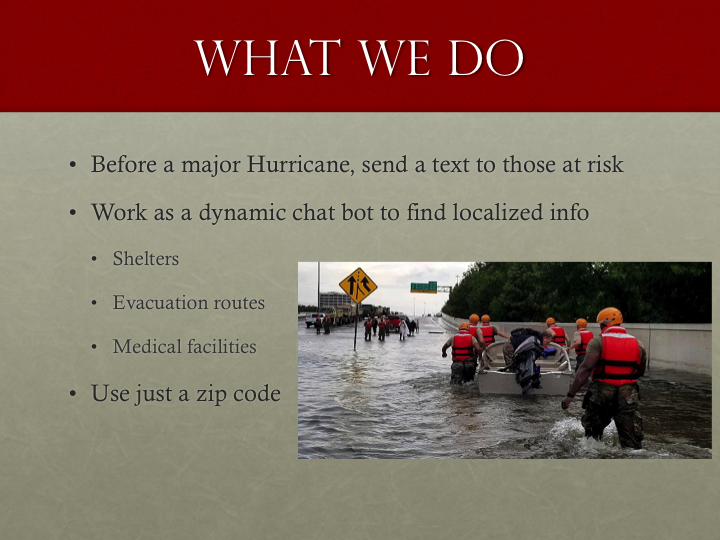 WHAT WE DO
• Before a major Hurricane, send a text to those at risk
• Work as a dynamic chat bot to find localized info
• Shelters
• Evacuation routes
• Medical facilities
• Use just a zip code